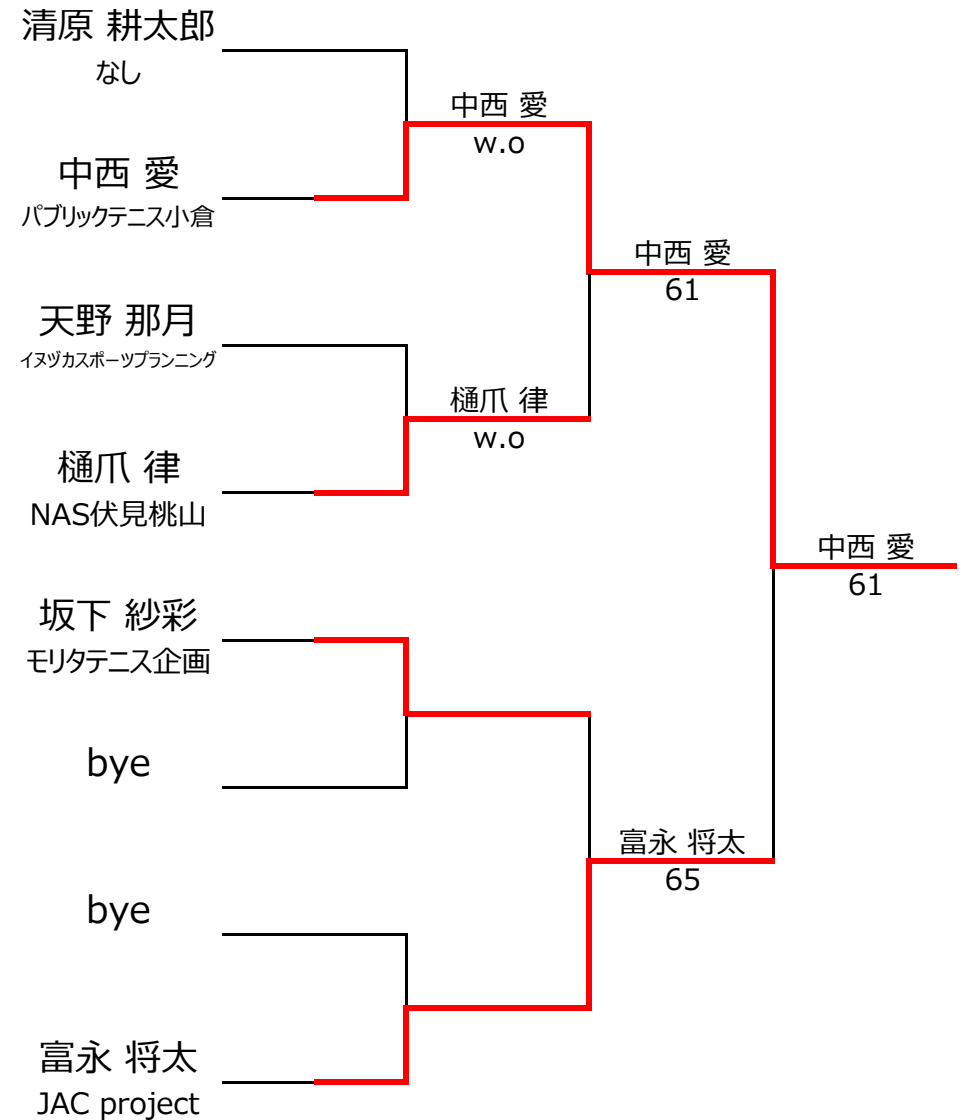 清原 耕太郎
なし
中西 愛
w.o
中西 愛
パブリックテニス小倉
中西 愛
61
天野 那月
イヌヅカスポーツプランニング
樋爪 律
w.o
樋爪 律
NAS伏見桃山
中西 愛
61
坂下 紗彩
モリタテニス企画
bye
富永 将太
65
bye
富永 将太
JAC project